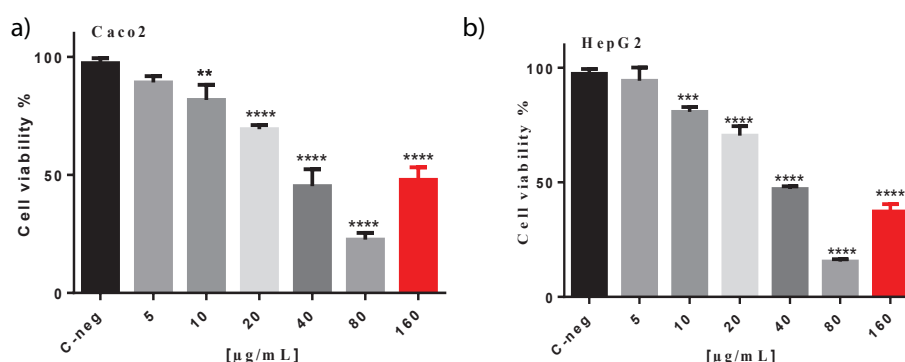 a)
Caco2
**
****
****
****
****
100
50
0
Cell viability %
C-neg
5
10
20
40
80
160
[µg/mL]
b)
HepG2
***
****
****
****
****
100
50
0
Cell viability %
C-neg
5
10
20
40
80
160
[µg/mL]